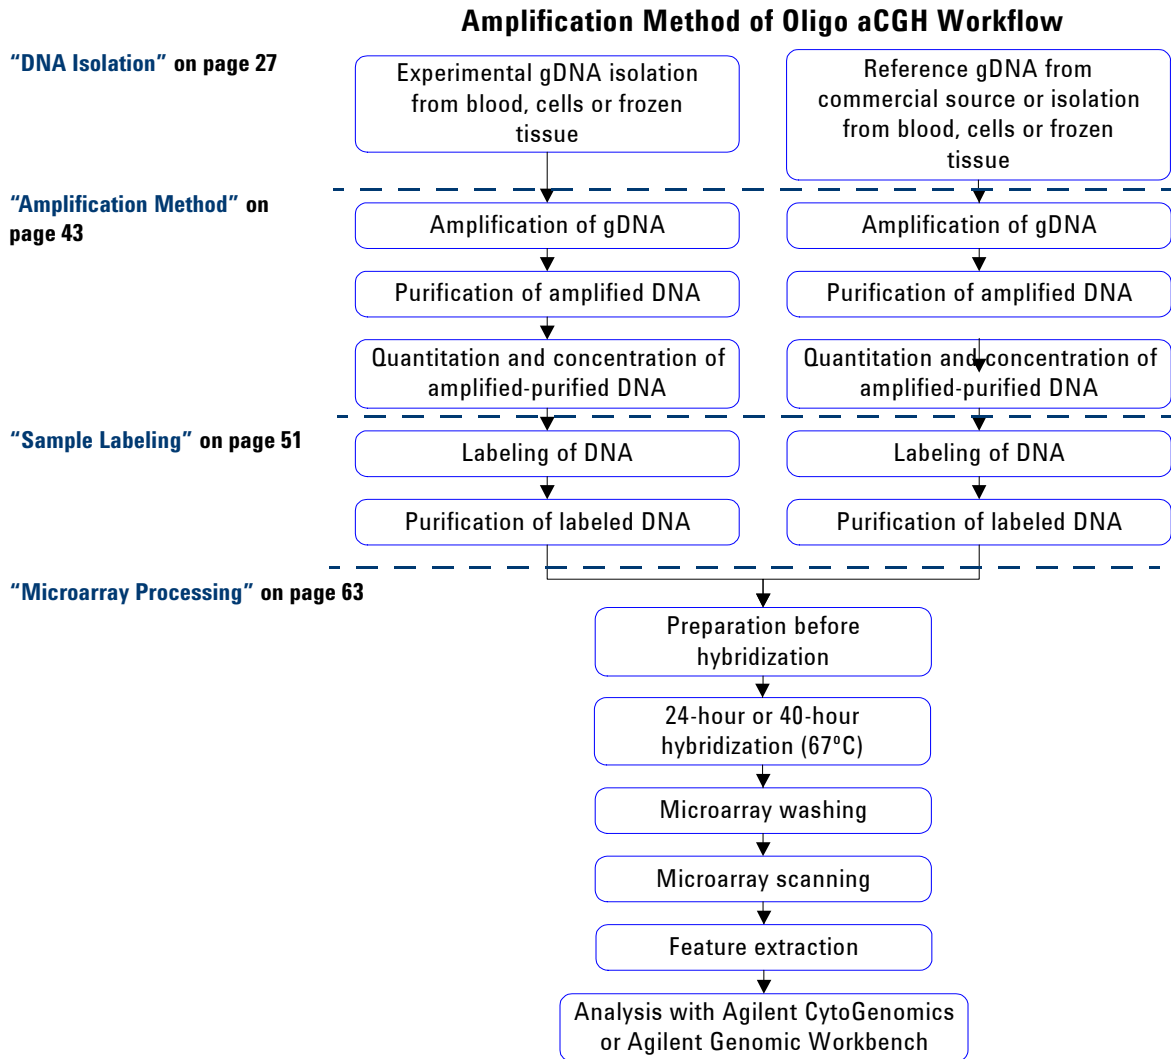 Amplification Method of Oligo aCGH Workflow
“DNA Isolation” on page 27
Experimental gDNA isolation
from blood, cells or frozen
tissue
Reference gDNA from
commercial source or isolation
from blood, cells or frozen
tissue
“Amplification Method” on
page 43
Amplification of gDNA
Amplification of gDNA
Purification of amplified DNA
Purification of amplified DNA
Quantitation and concentration of
amplified-purified DNA
Quantitation and concentration of
amplified-purified DNA
“Sample Labeling” on page 51
Labeling of DNA
Labeling of DNA
Purification of labeled DNA
Purification of labeled DNA
“Microarray Processing” on page 63
Preparation before
hybridization
24-hour or 40-hour
hybridization (67ºC)
Microarray washing
Microarray scanning
Feature extraction
Analysis with Agilent CytoGenomics
or Agilent Genomic Workbench